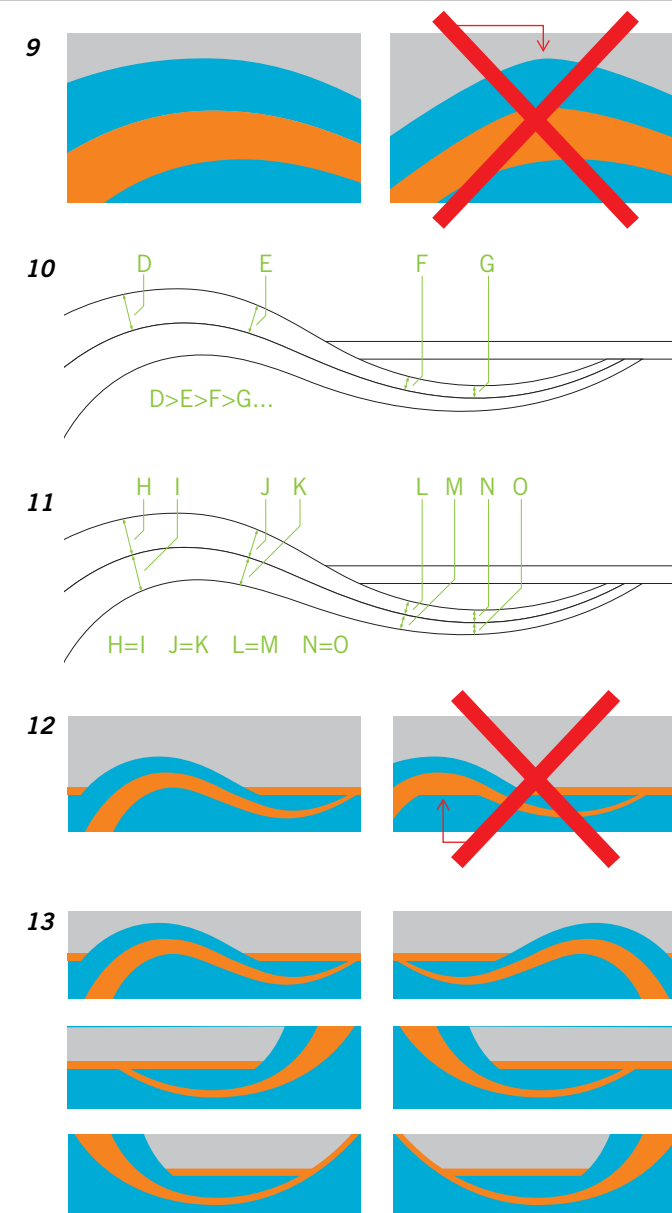 9
10
D E F G
D>E>F>G...
11
H I J K L M N O
H=I J=K L=M N=O
12
13